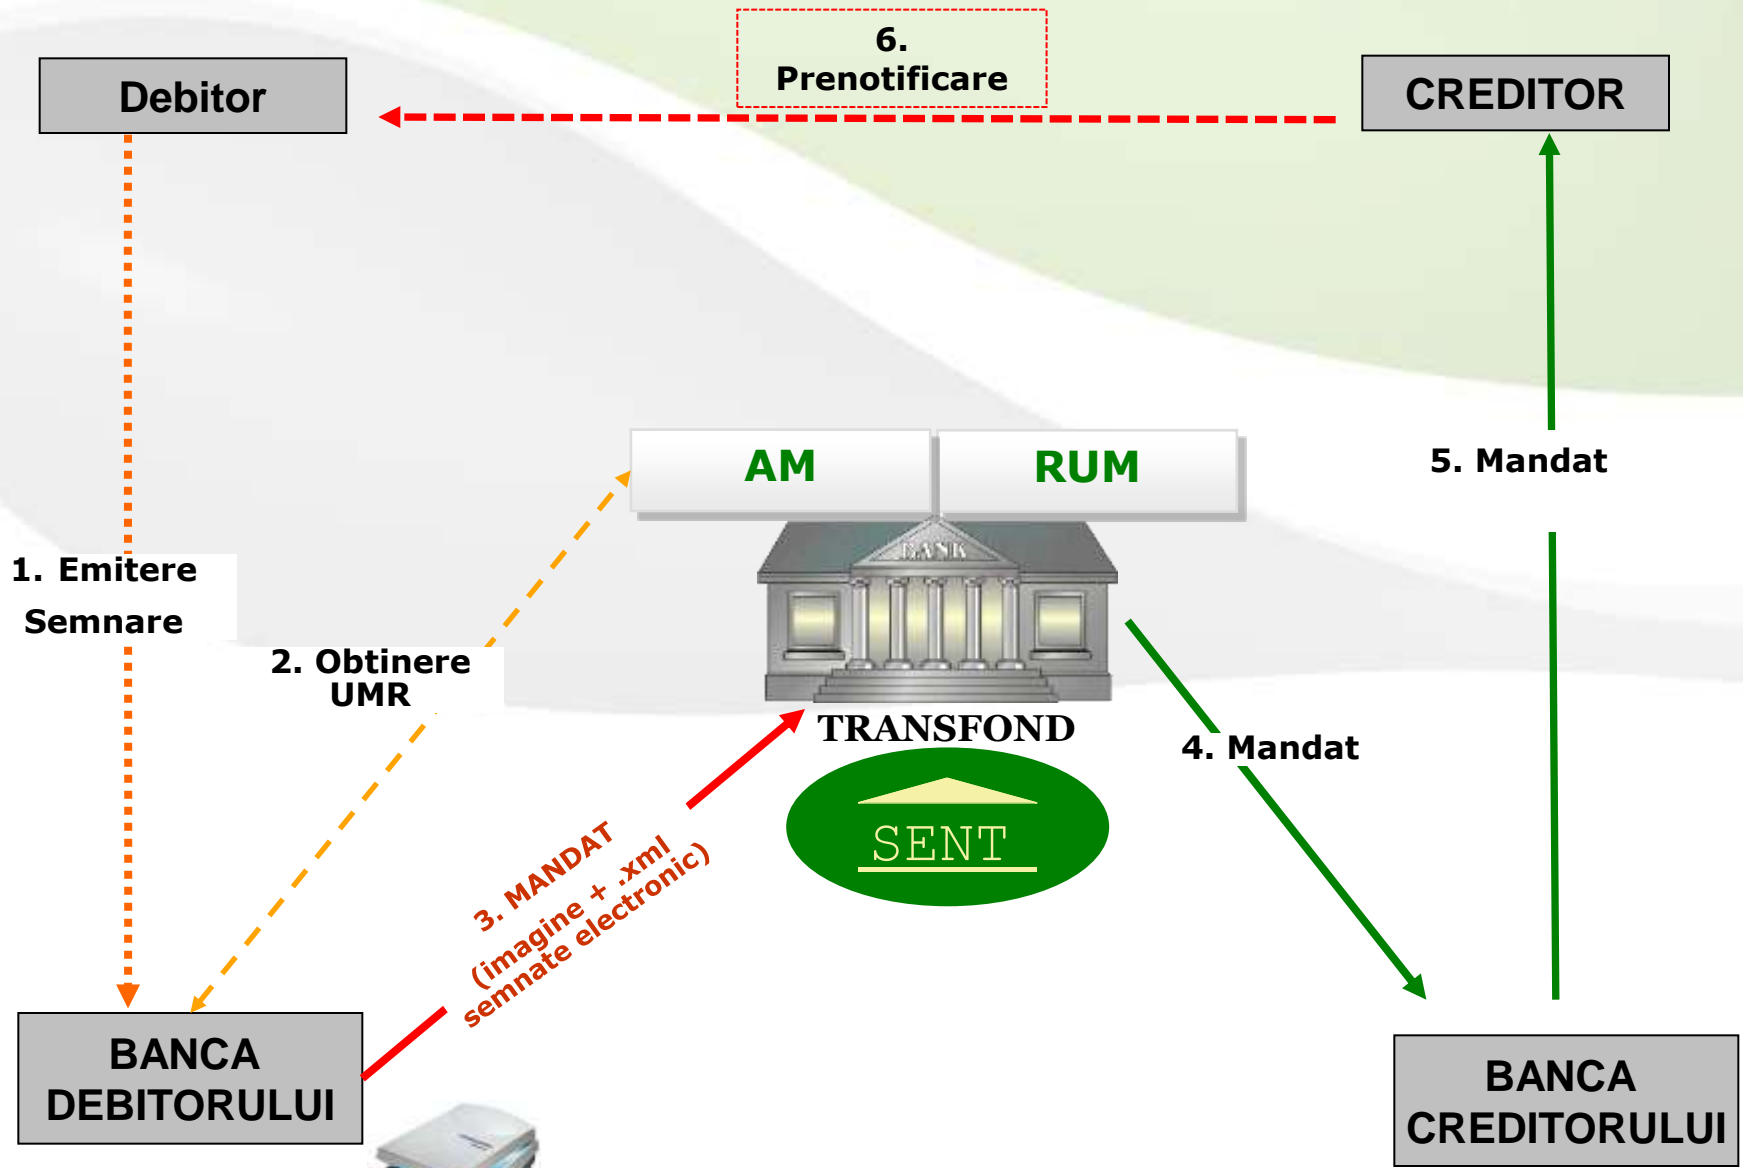 6.
Prenotificare
Debitor
CREDITOR
AM
RUM
5. Mandat
BANK
1. Emitere
Semnare
2. Obtinere
UMR
TRANSFOND
4. Mandat
SENT
3. MANDAT
(imagine + .xml
semnate electronic)
BANCA
DEBITORULUI
BANCA
CREDITORULUI